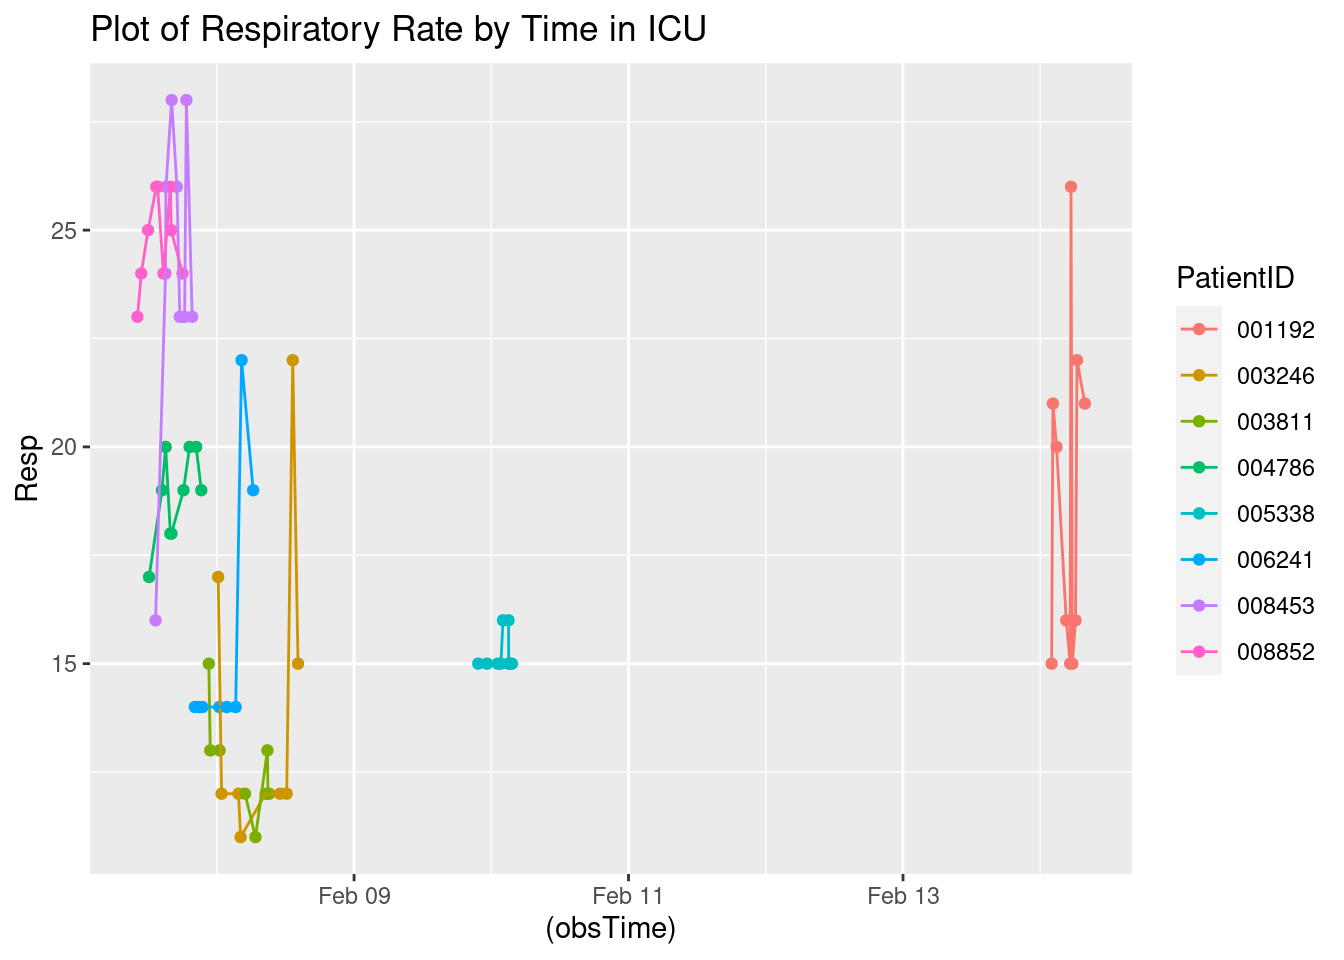 Plot of Respiratory Rate by Time in ICU
Resp
25
20
15
Feb 09
Feb 11
Feb 13
(obsTime)
PatientID
001192
003246
003811
004786
005338
006241
008453
008852